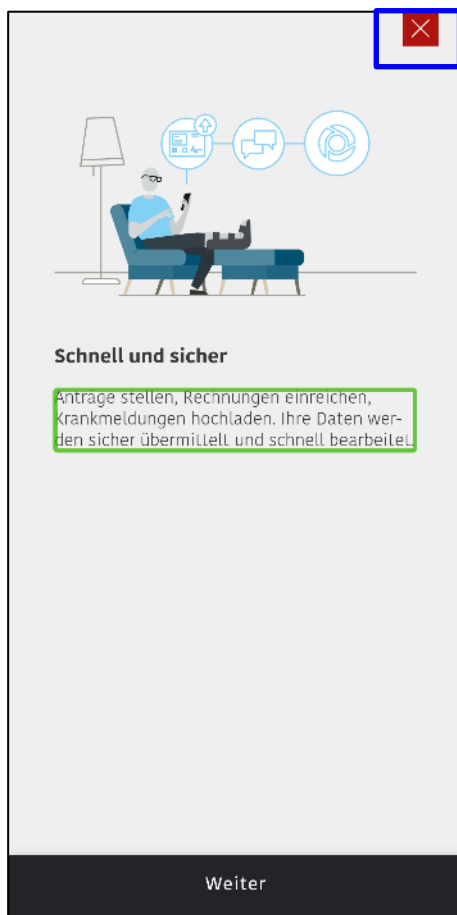 Schnell und sicher
Anträge stellen, Rechnungen einreichen,
Krankmeldungen hochladen. Ihre Daten wer-
den sicher übermittelt und schnell bearbeitet.
Weiter